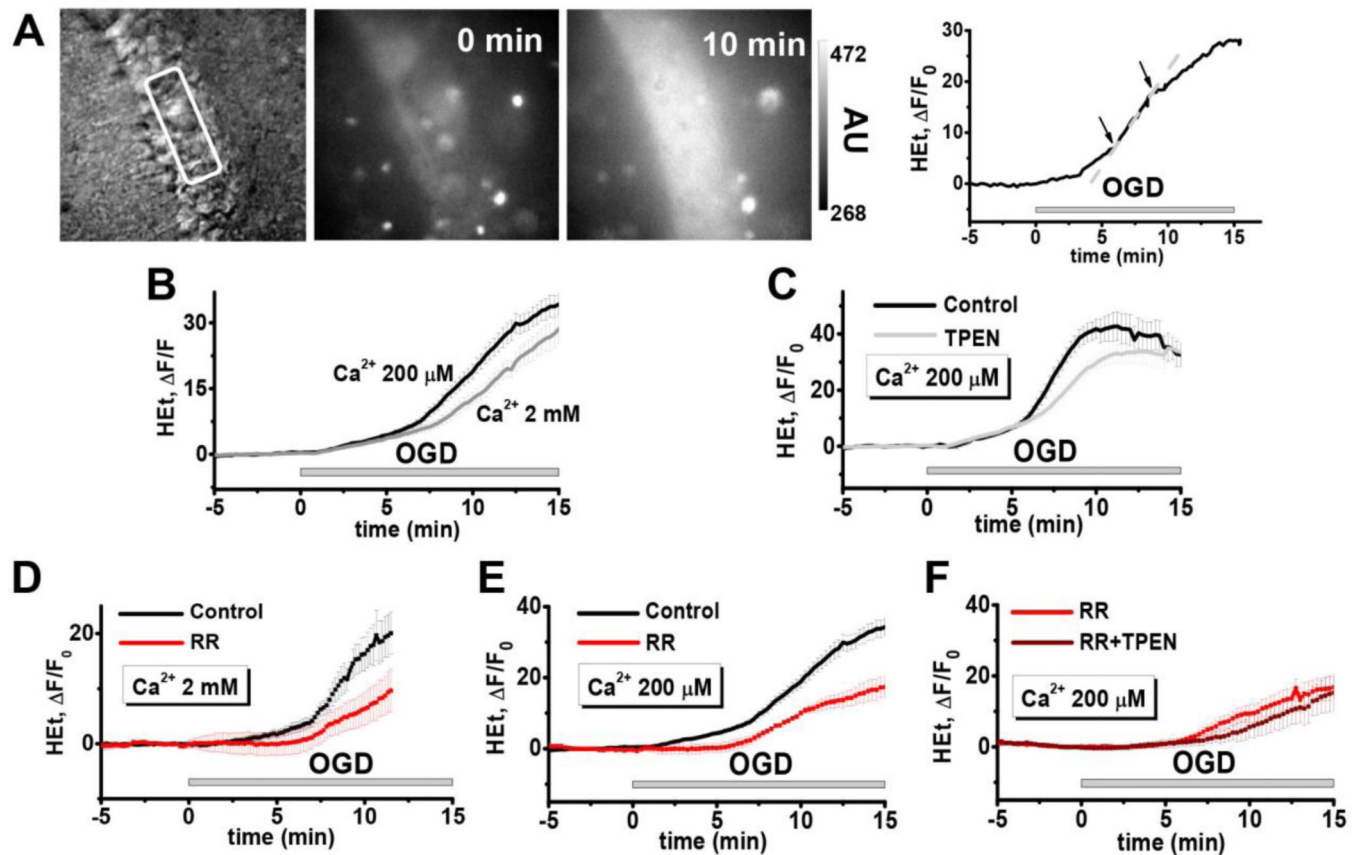 A
0 min
10 min
472
AU
268
HEt, ΔF/F₀
30
20
10
0
OGD
-5 0 5 10 15
time (min)
B
HEt, ΔF/F
30
15
0
Ca²⁺ 200 μM
Ca²⁺ 2 mM
OGD
-5 0 5 10 15
time (min)
C
HEt, ΔF/F₀
40
20
0
Control
TPEN
Ca²⁺ 200 μM
OGD
-5 0 5 10 15
time (min)
D
HEt, ΔF/F₀
20
0
Control
RR
Ca²⁺ 2 mM
OGD
-5 0 5 10 15
time (min)
E
HEt, ΔF/F₀
40
20
0
Control
RR
Ca²⁺ 200 μM
OGD
-5 0 5 10 15
time (min)
F
HEt, ΔF/F₀
40
20
0
RR
RR+TPEN
Ca²⁺ 200 μM
OGD
-5 0 5 10 15
time (min)